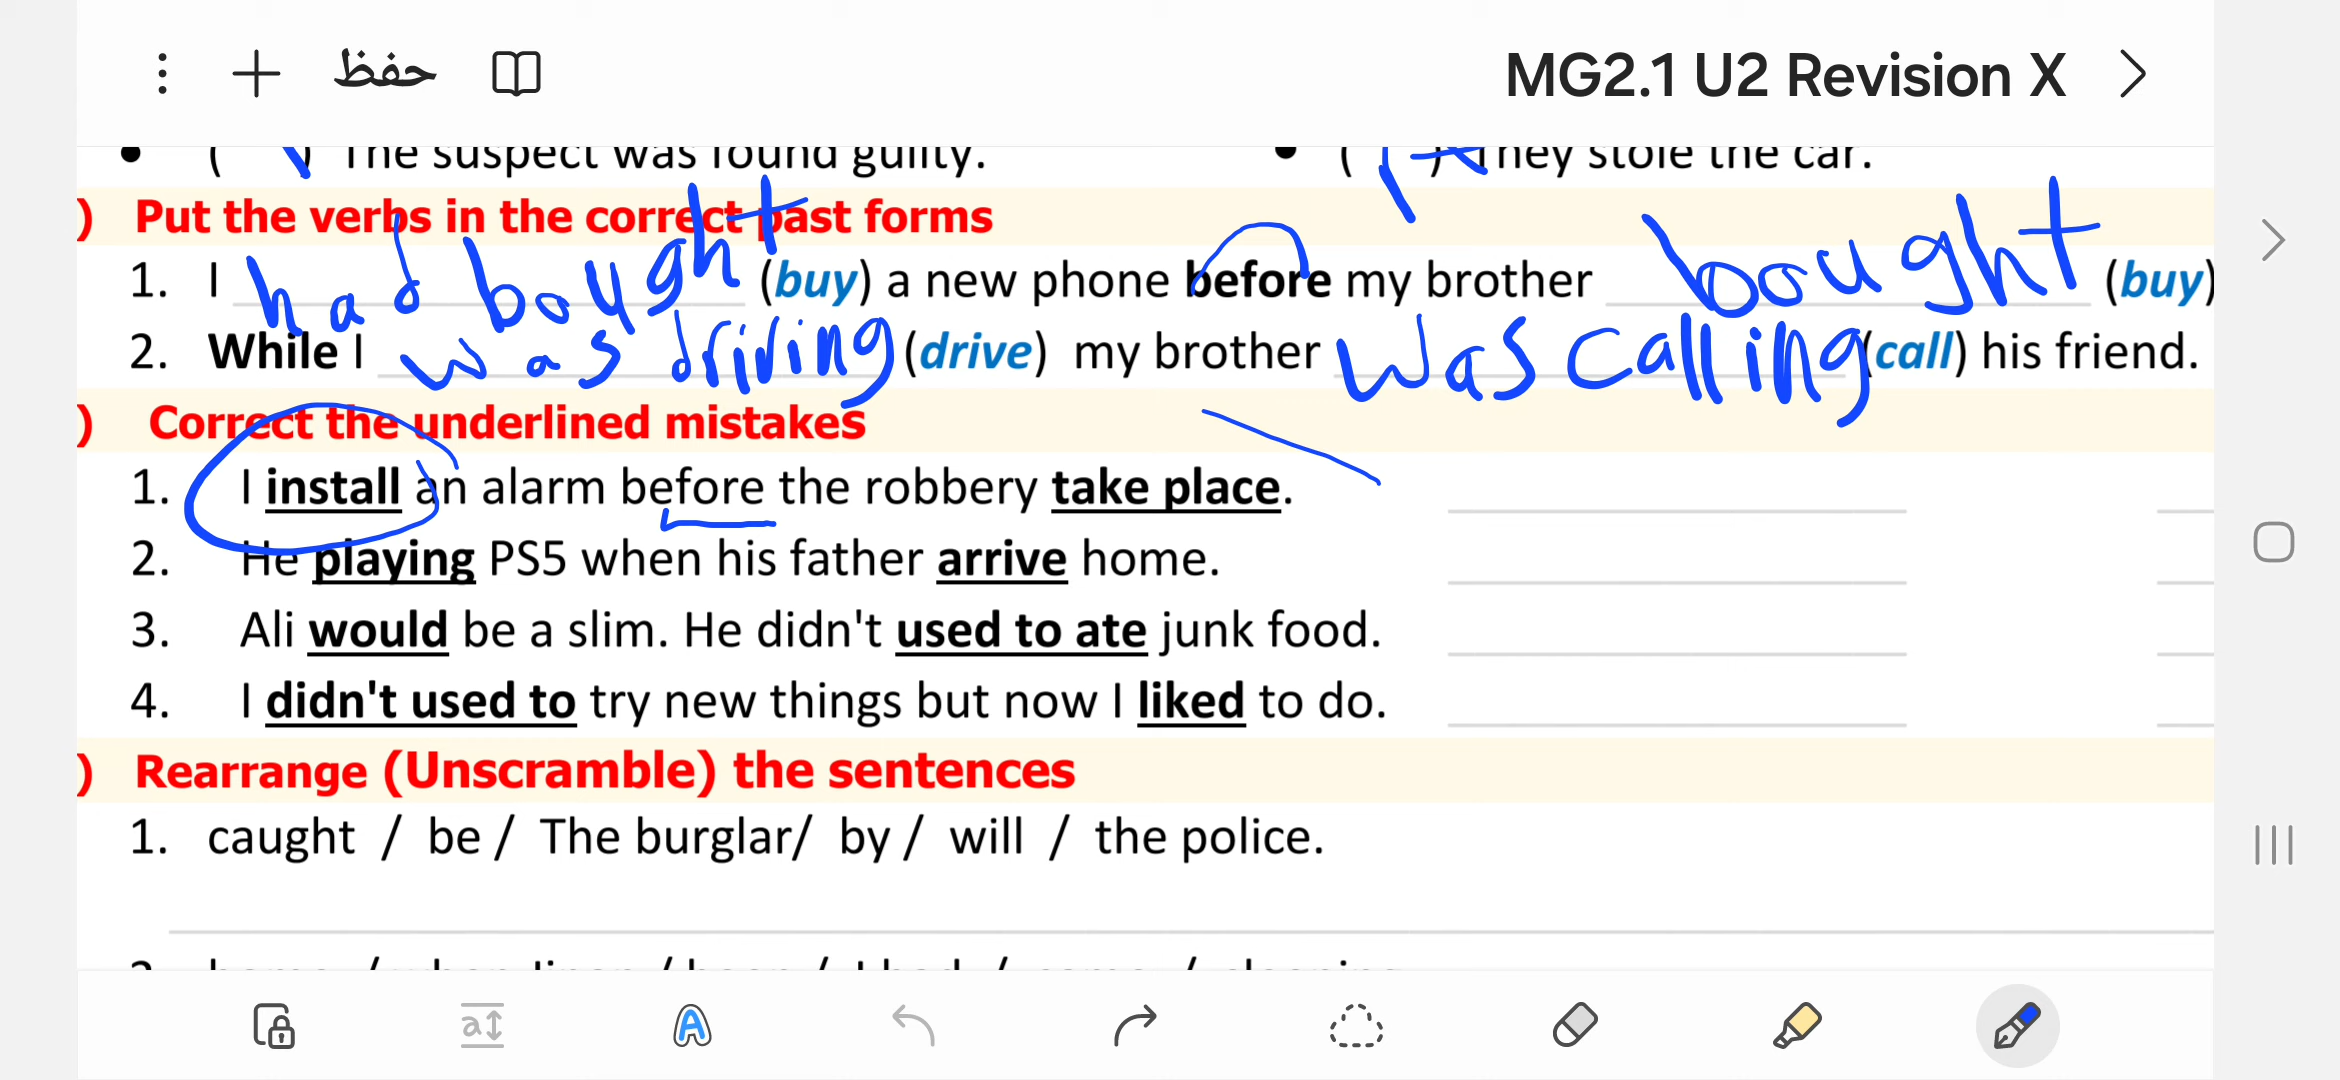 حفظ
MG2.1 U2 Revision X
( ) The suspect was found guilty.
( ) They stole the car.
) Put the verbs in the correct past forms
1. I had bought (buy) a new phone before my brother bought (buy)
2. While I was driving (drive) my brother was calling (call) his friend.
) Correct the underlined mistakes
1. I install an alarm before the robbery take place.
2. He playing PS5 when his father arrive home.
3. Ali would be a slim. He didn't used to ate junk food.
4. I didn't used to try new things but now I liked to do.
) Rearrange (Unscramble) the sentences
1. caught / be / The burglar/ by / will / the police.